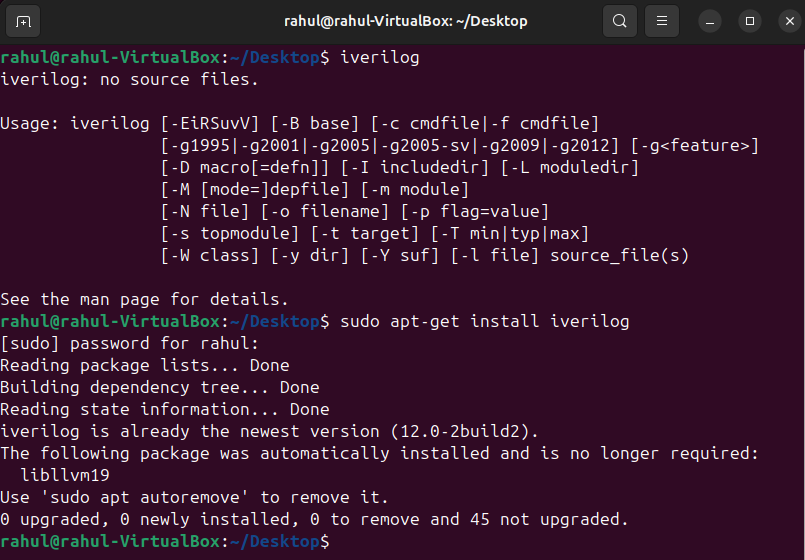 rahul@rahul-VirtualBox: ~/Desktop
rahul@rahul-VirtualBox:~/Desktop$ iverilog
iverilog: no source files.
Usage: iverilog [-EiRSuvV] [-B base] [-c cmdfile|-f cmdfile]
[-g1995|-g2001|-g2005|-g2005-sv|-g2009|-g2012] [-g<feature>]
[-D macro[=defn]] [-I includedir] [-L moduledir]
[-M [mode=]depfile] [-m module]
[-N file] [-o filename] [-p flag=value]
[-s topmodule] [-t target] [-T min|typ|max]
[-W class] [-y dir] [-Y suf] [-l file] source_file(s)
See the man page for details.
rahul@rahul-VirtualBox:~/Desktop$ sudo apt-get install iverilog
[sudo] password for rahul:
Reading package lists... Done
Building dependency tree... Done
Reading state information... Done
iverilog is already the newest version (12.0-2build2).
The following package was automatically installed and is no longer required:
libllvm19
Use 'sudo apt autoremove' to remove it.
0 upgraded, 0 newly installed, 0 to remove and 45 not upgraded.
rahul@rahul-VirtualBox:~/Desktop$